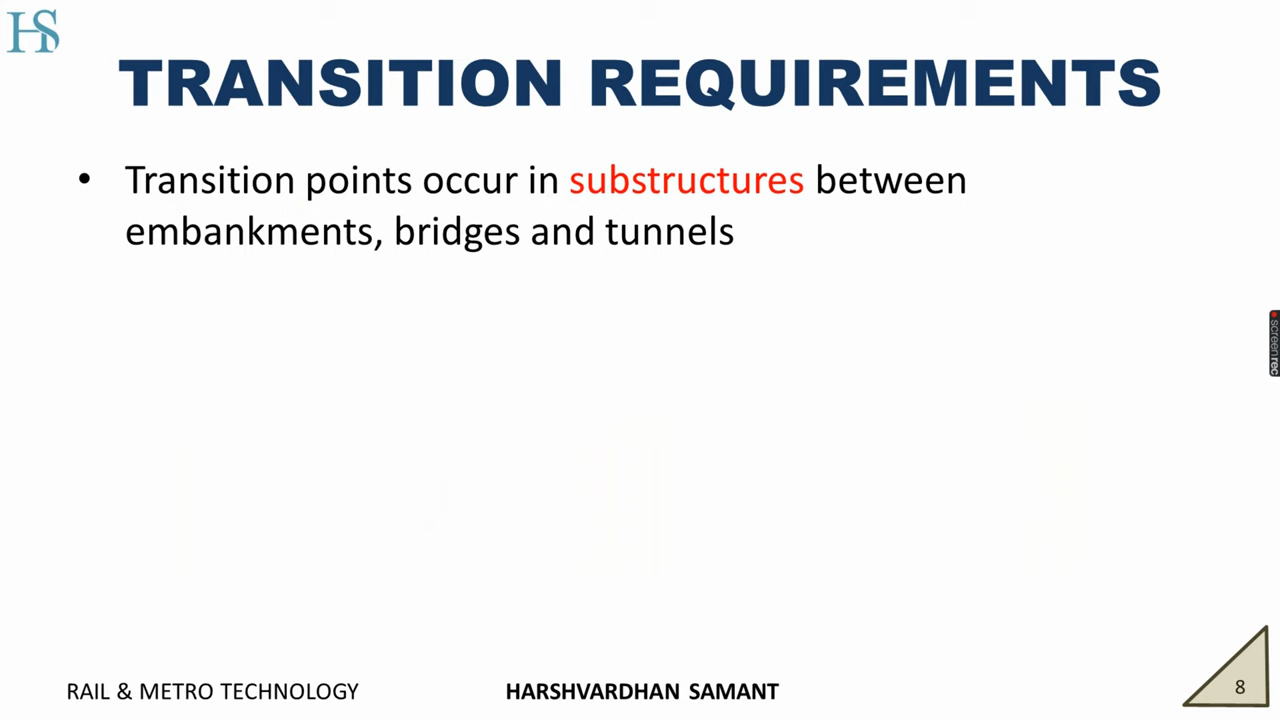 HS
TRANSITION REQUIREMENTS
• Transition points occur in substructures between
embankments, bridges and tunnels
screenrec
RAIL & METRO TECHNOLOGY
HARSHVARDHAN SAMANT
8